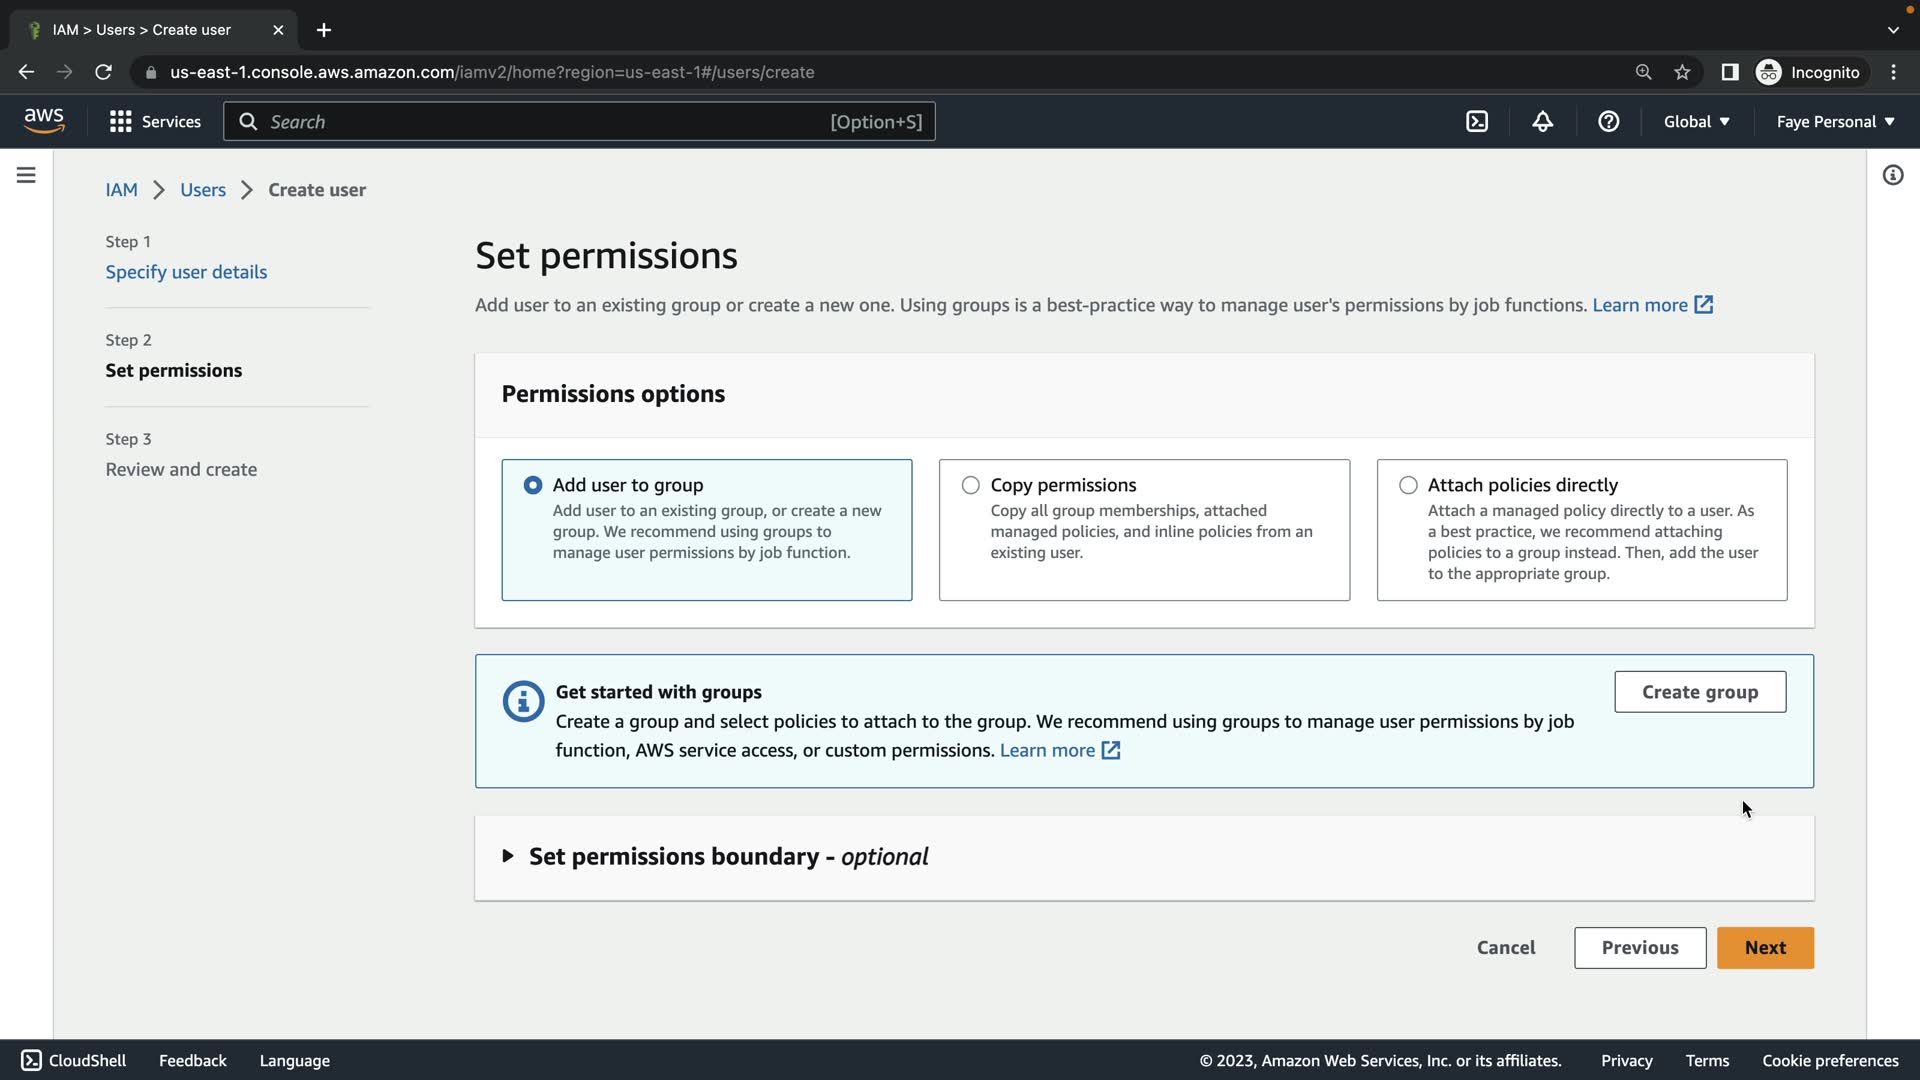 IAM > Users > Create user
us-east-1.console.aws.amazon.com/iamv2/home?region=us-east-1#/users/create
Incognito
aws
Services
Search
[Option+S]
Global
Faye Personal
IAM > Users > Create user
Step 1
Specify user details
Step 2
Set permissions
Step 3
Review and create
Set permissions
Add user to an existing group or create a new one. Using groups is a best-practice way to manage user's permissions by job functions. Learn more
Permissions options
Add user to group
Add user to an existing group, or create a new
group. We recommend using groups to
manage user permissions by job function.
Copy permissions
Copy all group memberships, attached
managed policies, and inline policies from an
existing user.
Attach policies directly
Attach a managed policy directly to a user. As
a best practice, we recommend attaching
policies to a group instead. Then, add the user
to the appropriate group.
Get started with groups
Create a group and select policies to attach to the group. We recommend using groups to manage user permissions by job
function, AWS service access, or custom permissions. Learn more
Create group
Set permissions boundary - optional
Cancel
Previous
Next
CloudShell
Feedback
Language
© 2023, Amazon Web Services, Inc. or its affiliates.
Privacy
Terms
Cookie preferences